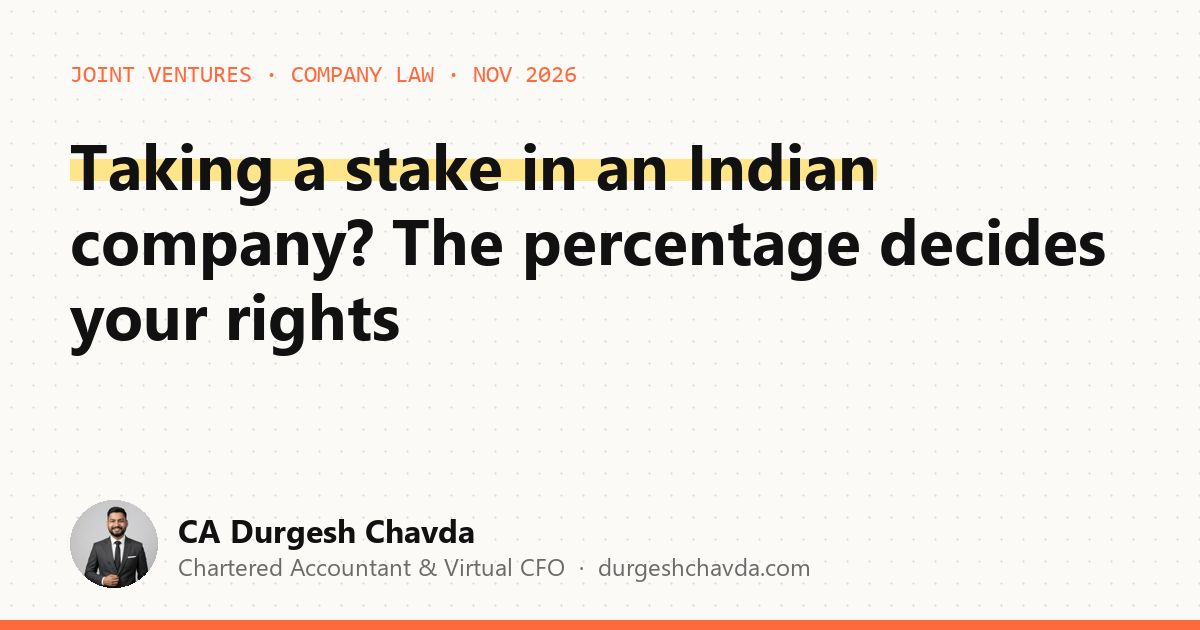 JOINT VENTURES · COMPANY LAW · NOV 2026
Taking a stake in an Indian
company? The percentage decides
your rights
CA Durgesh Chavda
Chartered Accountant & Virtual CFO · durgeshchavda.com